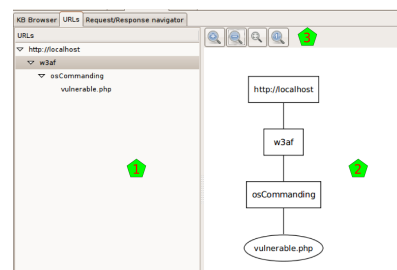 KB Browser URLs Request/Response navigator
URLs
http://localhost
w3af
osCommanding
vulnerable.php
1
3
http://localhost
w3af
2
osCommanding
vulnerable.php